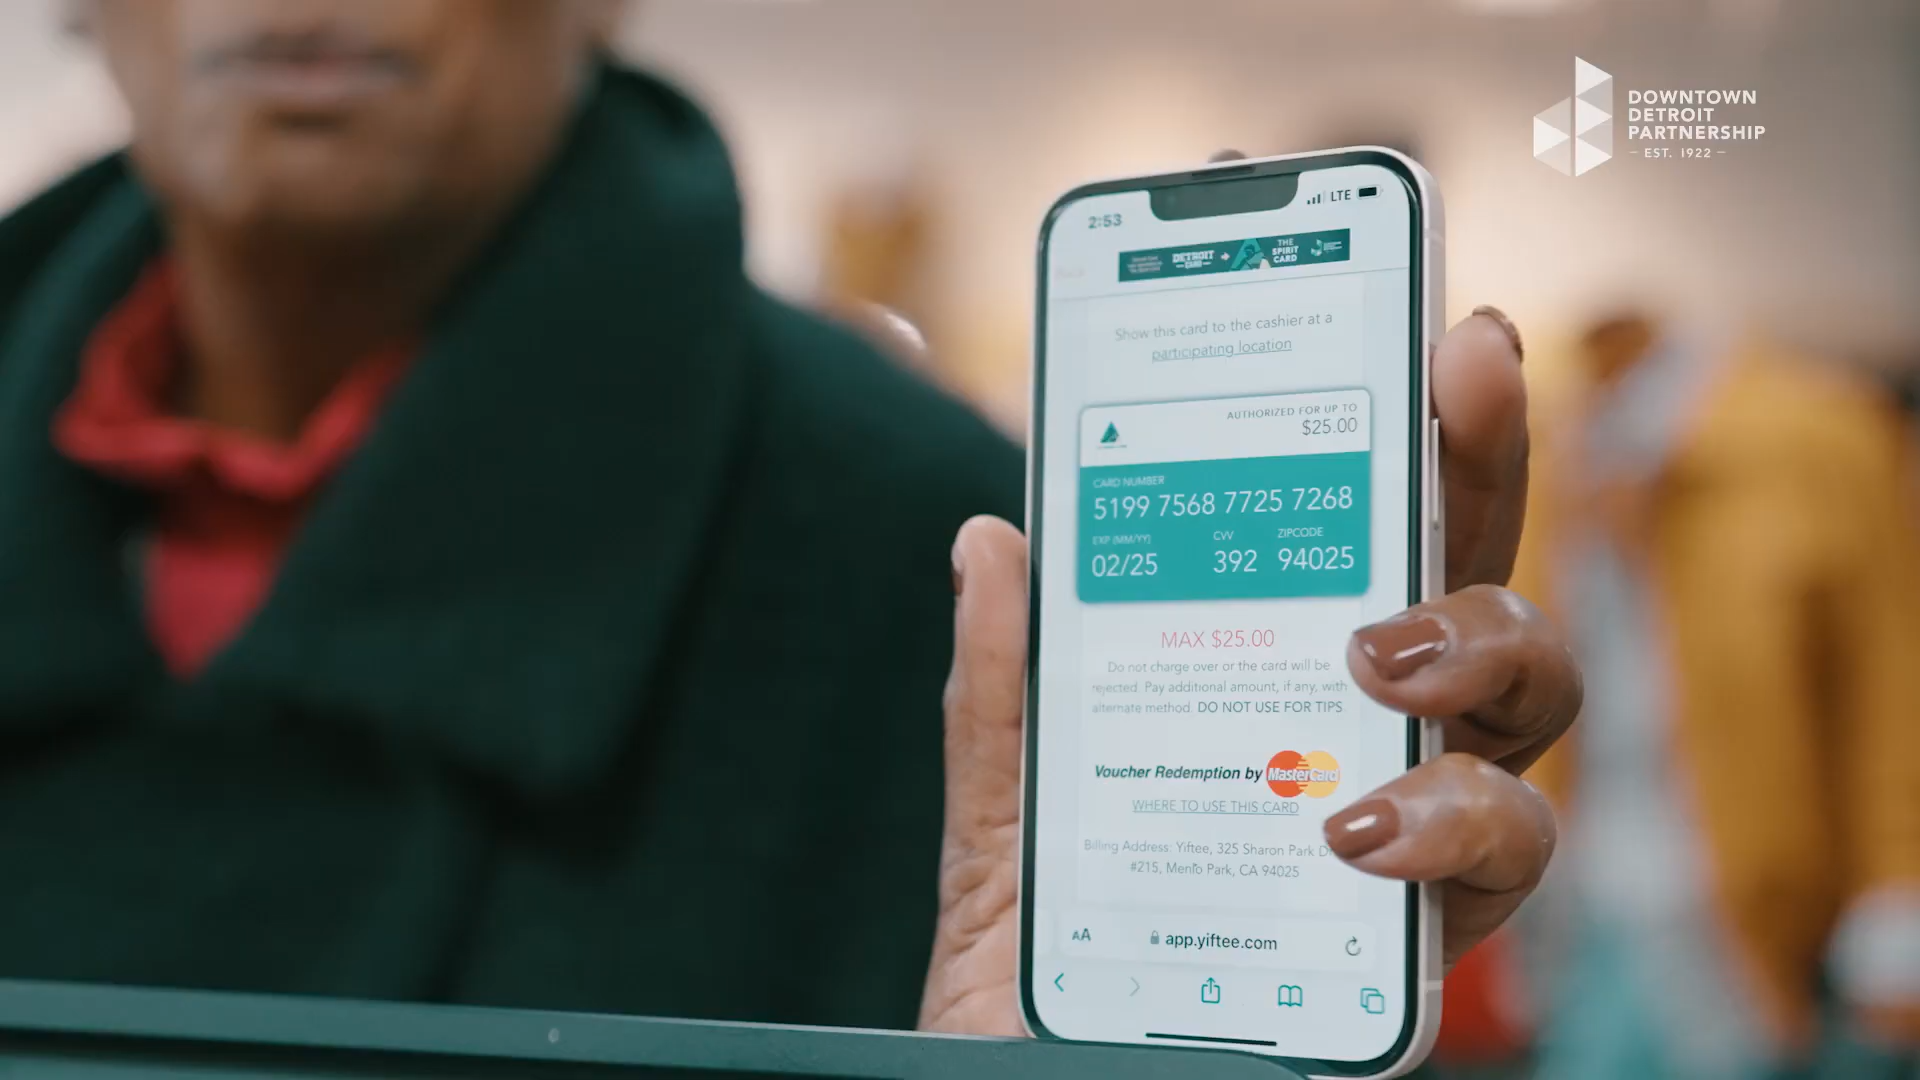 DOWNTOWN
DETROIT
PARTNERSHIP
EST. 1922
2:53
LTE
DETROIT
CARD
THE
SPIRIT
CARD
Show this card to the cashier at a
participating location
AUTHORIZED FOR UP TO
$25.00
CARD NUMBER
5199 7568 7725 7268
EXP (MM/YY)
CVV
ZIPCODE
02/25
392
94025
MAX $25.00
Do not charge over or the card will be
rejected. Pay additional amount, if any, with
alternate method. DO NOT USE FOR TIPS
Voucher Redemption by MasterCard
WHERE TO USE THIS CARD
Billing Address: Yiftee, 325 Sharon Park
#215, Menlo Park, CA 94025
AA
app.yiftee.com